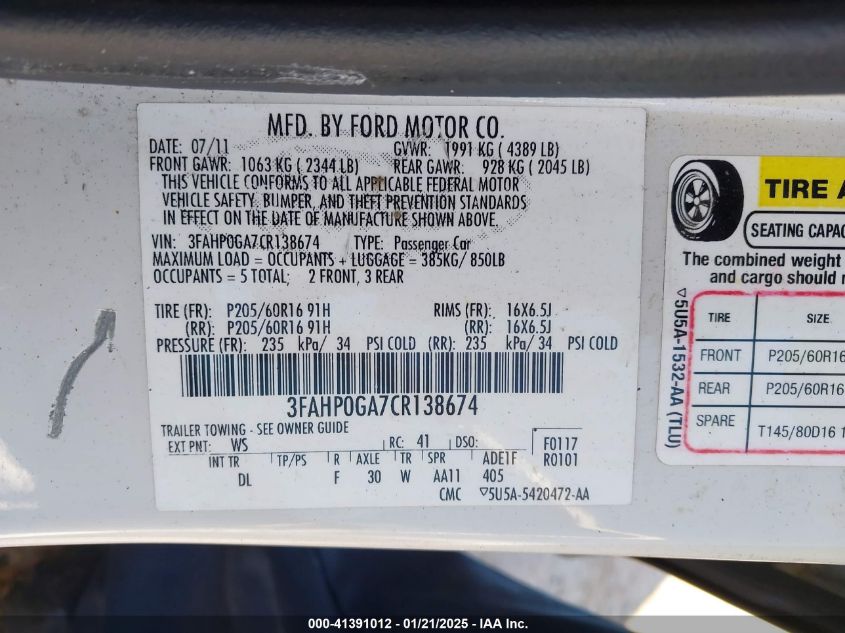 MFD. BY FORD MOTOR CO.
DATE: 07/11 GVWR: 1991 KG ( 4389 LB)
FRONT GAWR: 1063 KG ( 2344 LB) REAR GAWR: 928 KG ( 2045 LB)
THIS VEHICLE CONFORMS TO ALL APPLICABLE FEDERAL MOTOR
VEHICLE SAFETY, BUMPER, AND THEFT PREVENTION STANDARDS
IN EFFECT ON THE DATE OF MANUFACTURE SHOWN ABOVE.
VIN: 3FAHP0GA7CR138674 TYPE: Passenger Car
MAXIMUM LOAD = OCCUPANTS + LUGGAGE = 385KG/ 850LB
OCCUPANTS = 5 TOTAL; 2 FRONT, 3 REAR
TIRE (FR): P205/60R16 91H RIMS (FR): 16X6.5J
(RR): P205/60R16 91H (RR): 16X6.5J
PRESSURE (FR): 235 kPa/ 34 PSI COLD (RR): 235 kPa/ 34 PSI COLD
3FAHP0GA7CR138674
TRAILER TOWING - SEE OWNER GUIDE
EXT PNT: WS RC: 41 DSO: F0117
R0101
INT TR TP/PS R AXLE TR SPR ADE1F
DL F 30 W AA11 405
CMC ▽5U5A-5420472-AA
TIRE
SEATING
The combined weight
and cargo should
▽5U5A-1532-AA (TLU)
TIRE SIZE
FRONT P205/60R16
REAR P205/60R16
SPARE T145/80D16
000-41391012 - 01/21/2025 - IAA Inc.